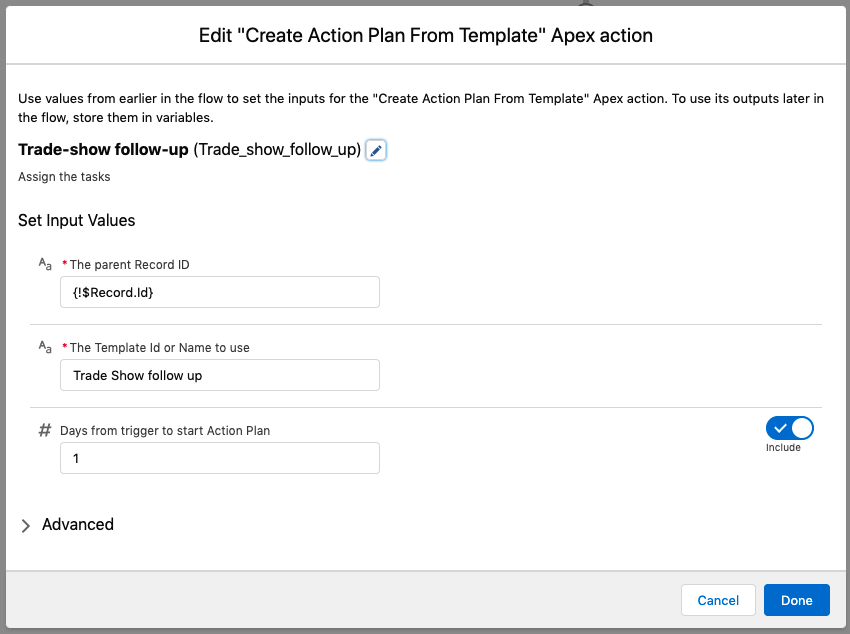 Edit "Create Action Plan From Template" Apex action
Use values from earlier in the flow to set the inputs for the "Create Action Plan From Template" Apex action. To use its outputs later in
the flow, store them in variables.
Trade-show follow-up (Trade_show_follow_up)
Assign the tasks
Set Input Values
Aa * The parent Record ID
{!$Record.Id}
Aa * The Template Id or Name to use
Trade Show follow up
# Days from trigger to start Action Plan
1
Include
Advanced
Cancel Done